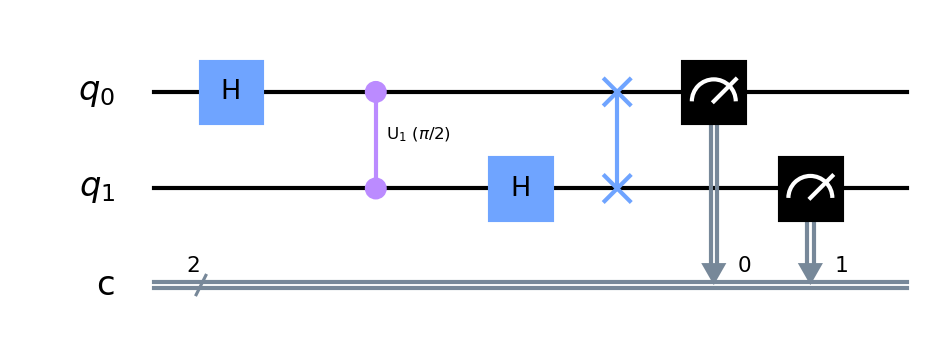 q₀ H
U₁ (π/2)
q₁ H
2 0 1
c